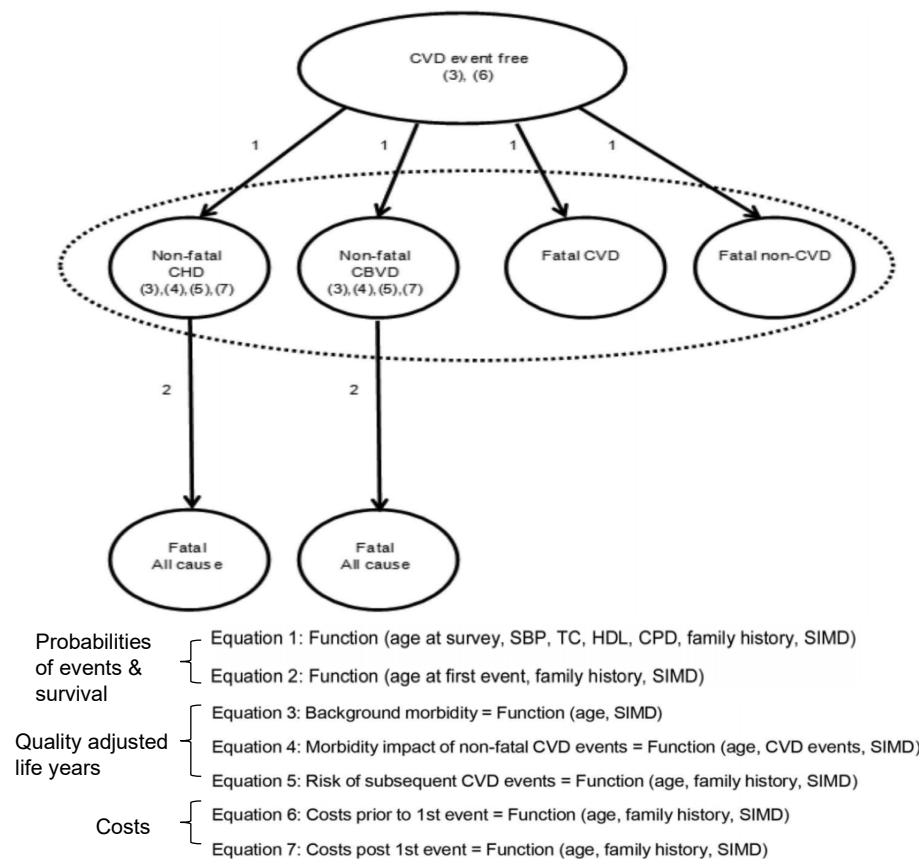 CVD event free
(3), (6)
1
1
1
1
Non-fatal
CHD
(3),(4),(5),(7)
Non-fatal
CBVD
(3),(4),(5),(7)
Fatal CVD
Fatal non-CVD
2
2
Fatal
All cause
Fatal
All cause
Probabilities
of events &
survival
Equation 1: Function (age at survey, SBP, TC, HDL, CPD, family history, SIMD)
Equation 2: Function (age at first event, family history, SIMD)
Quality adjusted
life years
Equation 3: Background morbidity = Function (age, SIMD)
Equation 4: Morbidity impact of non-fatal CVD events = Function (age, CVD events, SIMD)
Equation 5: Risk of subsequent CVD events = Function (age, family history, SIMD)
Costs
Equation 6: Costs prior to 1st event = Function (age, family history, SIMD)
Equation 7: Costs post 1st event = Function (age, family history, SIMD)